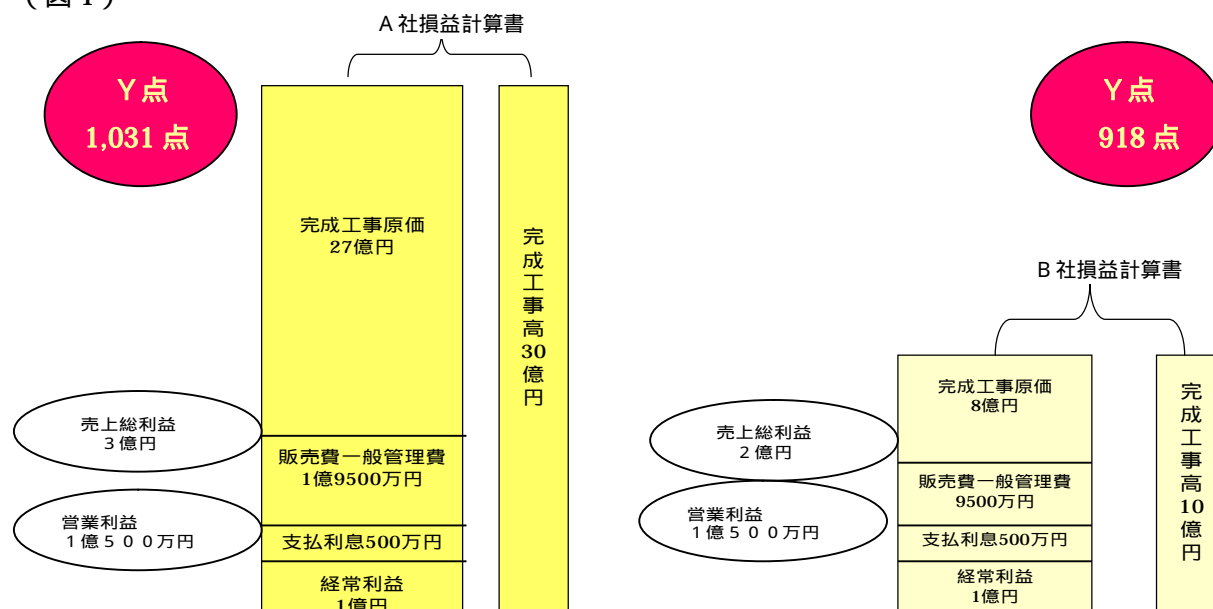 （図１）
Ａ社損益計算書
Ｙ点
1,031 点
完成工事原価
27億円
完成工事高30億円
売上総利益
３億円
販売費一般管理費
1億9500万円
営業利益
１億５００万円
支払利息500万円
経常利益
1億円
Ｙ点
918 点
Ｂ社損益計算書
完成工事原価
8億円
完成工事高10億円
売上総利益
２億円
販売費一般管理費
9500万円
営業利益
１億５００万円
支払利息500万円
経常利益
1億円